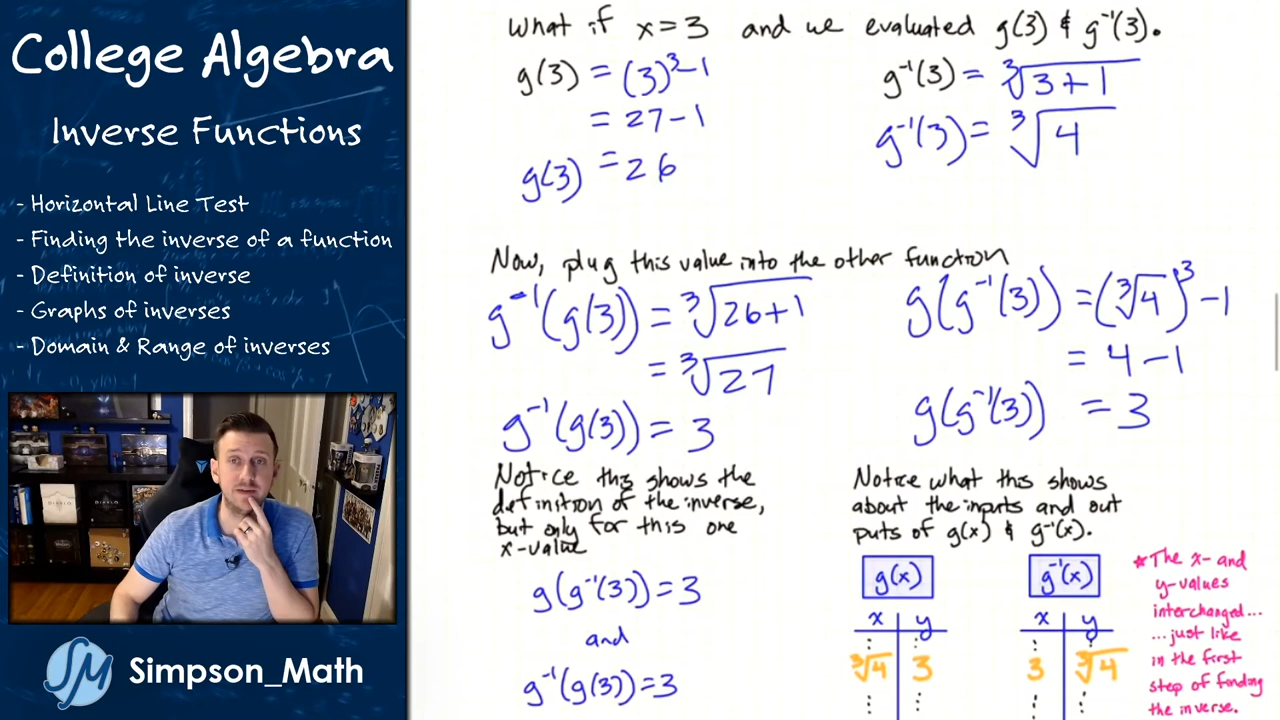 College Algebra
Inverse Functions
- Horizontal Line Test
- Finding the inverse of a function
- Definition of inverse
- Graphs of inverses
- Domain & Range of inverses
SM Simpson_Math
What if x=3 and we evaluated g(3) & g⁻¹(3).
g(3) = (3)³-1
= 27-1
g(3) = 26
g⁻¹(3) = ∛(3+1)
g⁻¹(3) = ∛4
Now, plug this value into the other function
g⁻¹(g(3)) = ∛(26+1)
= ∛27
g⁻¹(g(3)) = 3
g(g⁻¹(3)) = (∛4)³-1
= 4-1
g(g⁻¹(3)) = 3
Notice this shows the
definition of the inverse,
but only for this one
x-value
g(g⁻¹(3))=3
and
g⁻¹(g(3))=3
Notice what this shows
about the inputs and out
puts of g(x) & g⁻¹(x).
g(x)
x y
⋮ ⋮
∛4 3
⋮ ⋮
g⁻¹(x)
x y
⋮ ⋮
3 ∛4
⋮ ⋮
* The x- and
y-values
interchanged...
...just like
in the first
step of finding
the inverse.